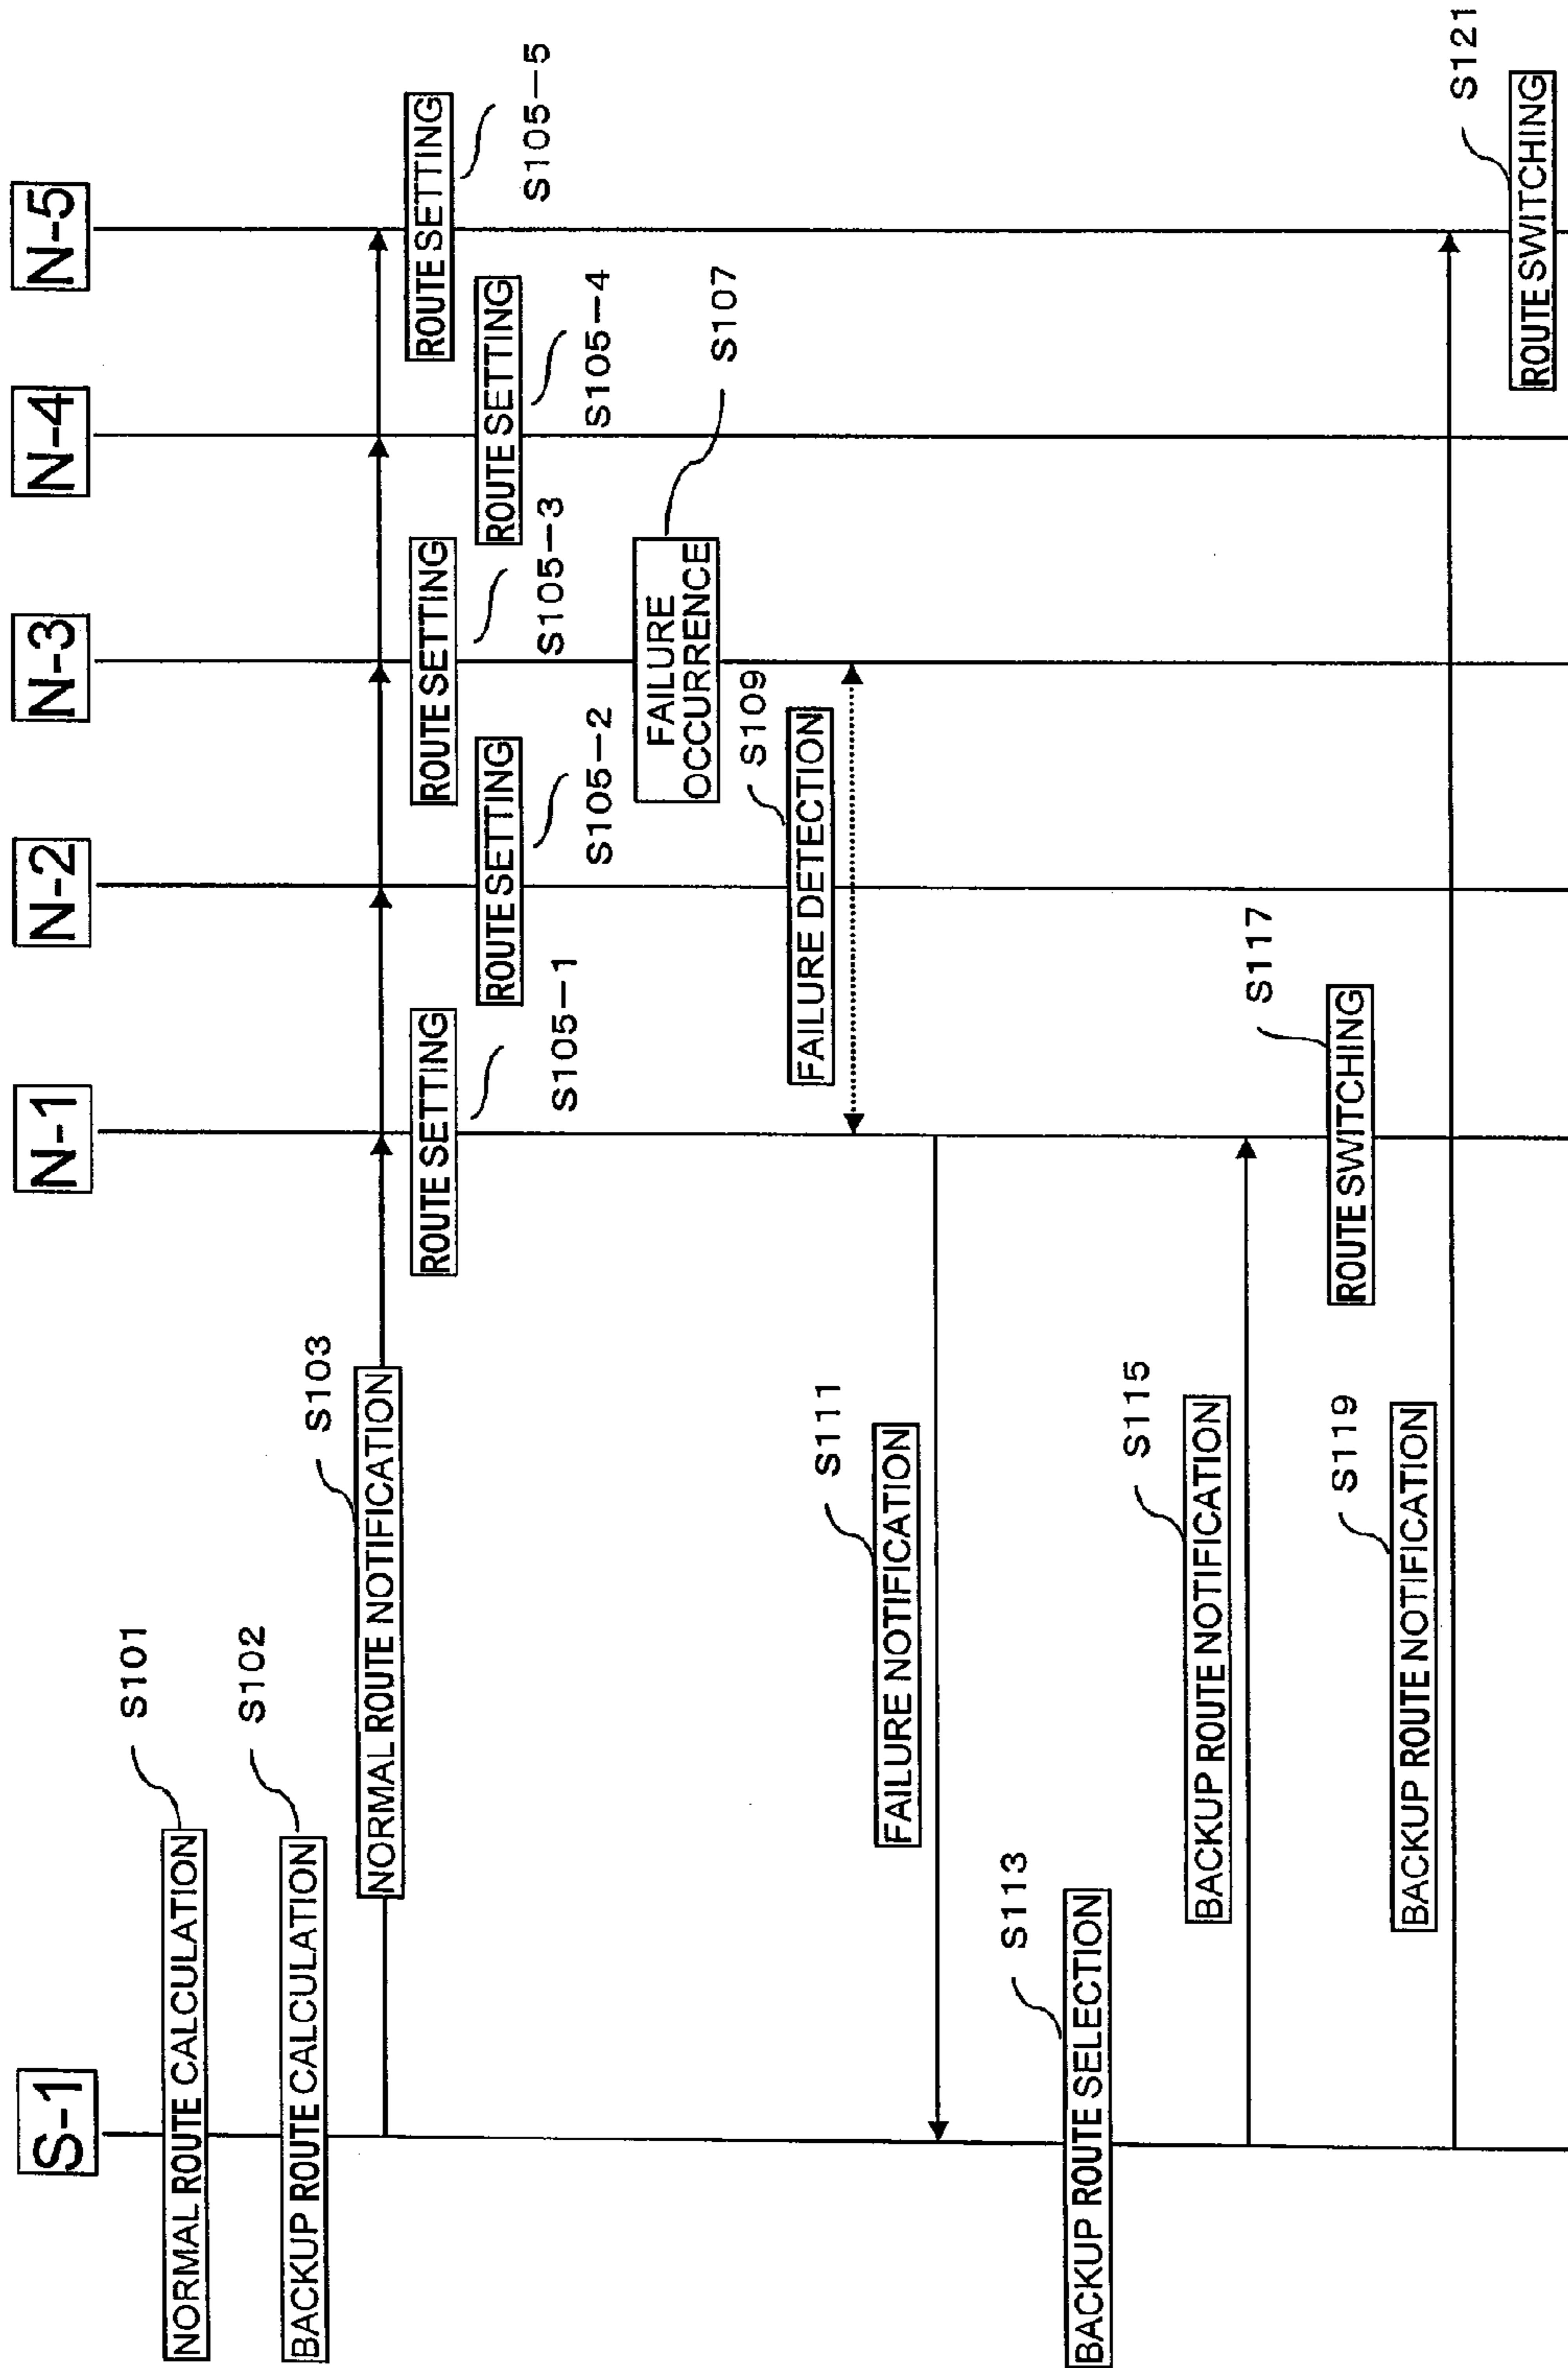 S-1
N-1
N-2
N-3
N-4
N-5
NORMAL ROUTE CALCULATION
S101
BACKUP ROUTE CALCULATION
S102
NORMAL ROUTE NOTIFICATION
S103
ROUTE SETTING
S105-1
ROUTE SETTING
S105-2
ROUTE SETTING
S105-3
ROUTE SETTING
S105-4
ROUTE SETTING
S105-5
FAILURE
OCCURRENCE
S107
FAILURE DETECTION
S109
FAILURE NOTIFICATION
S111
BACKUP ROUTE SELECTION
S113
BACKUP ROUTE NOTIFICATION
S115
ROUTE SWITCHING
S117
BACKUP ROUTE NOTIFICATION
S119
ROUTE SWITCHING
S121